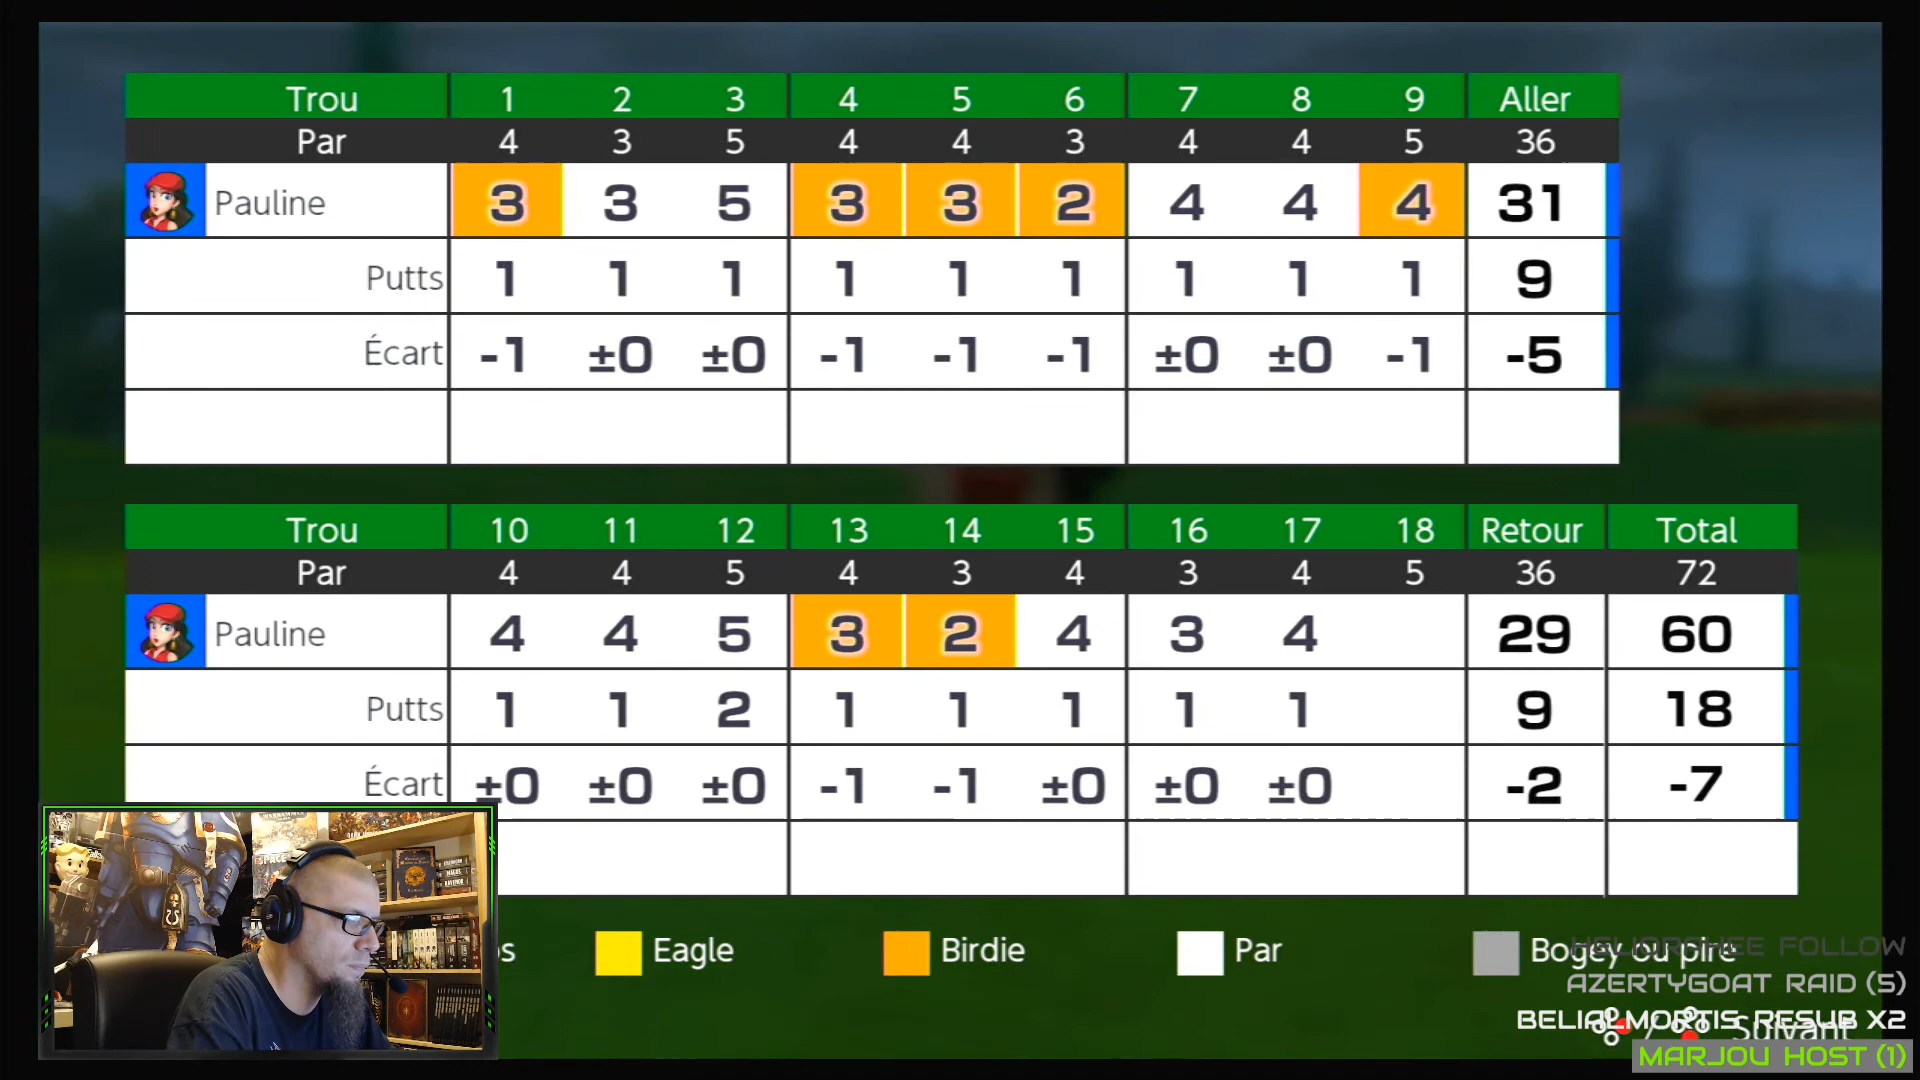 Trou 1 2 3 4 5 6 7 8 9 Aller
Par 4 3 5 4 4 3 4 4 5 36
Pauline 3 3 5 3 3 2 4 4 4 31
Putts 1 1 1 1 1 1 1 1 1 9
Écart -1 ±0 ±0 -1 -1 -1 ±0 ±0 -1 -5
Trou 10 11 12 13 14 15 16 17 18 Retour Total
Par 4 4 5 4 3 4 3 4 5 36 72
Pauline 4 4 5 3 2 4 3 4 29 60
Putts 1 1 2 1 1 1 1 1 9 18
Écart ±0 ±0 ±0 -1 -1 ±0 ±0 ±0 -2 -7
Eagle Birdie Par Bogey ou pire
FOLLOW
AZERTYGOAT RAID (5)
BELIALMORTIS RESUB X2
Suivant
MARJOU HOST (1)